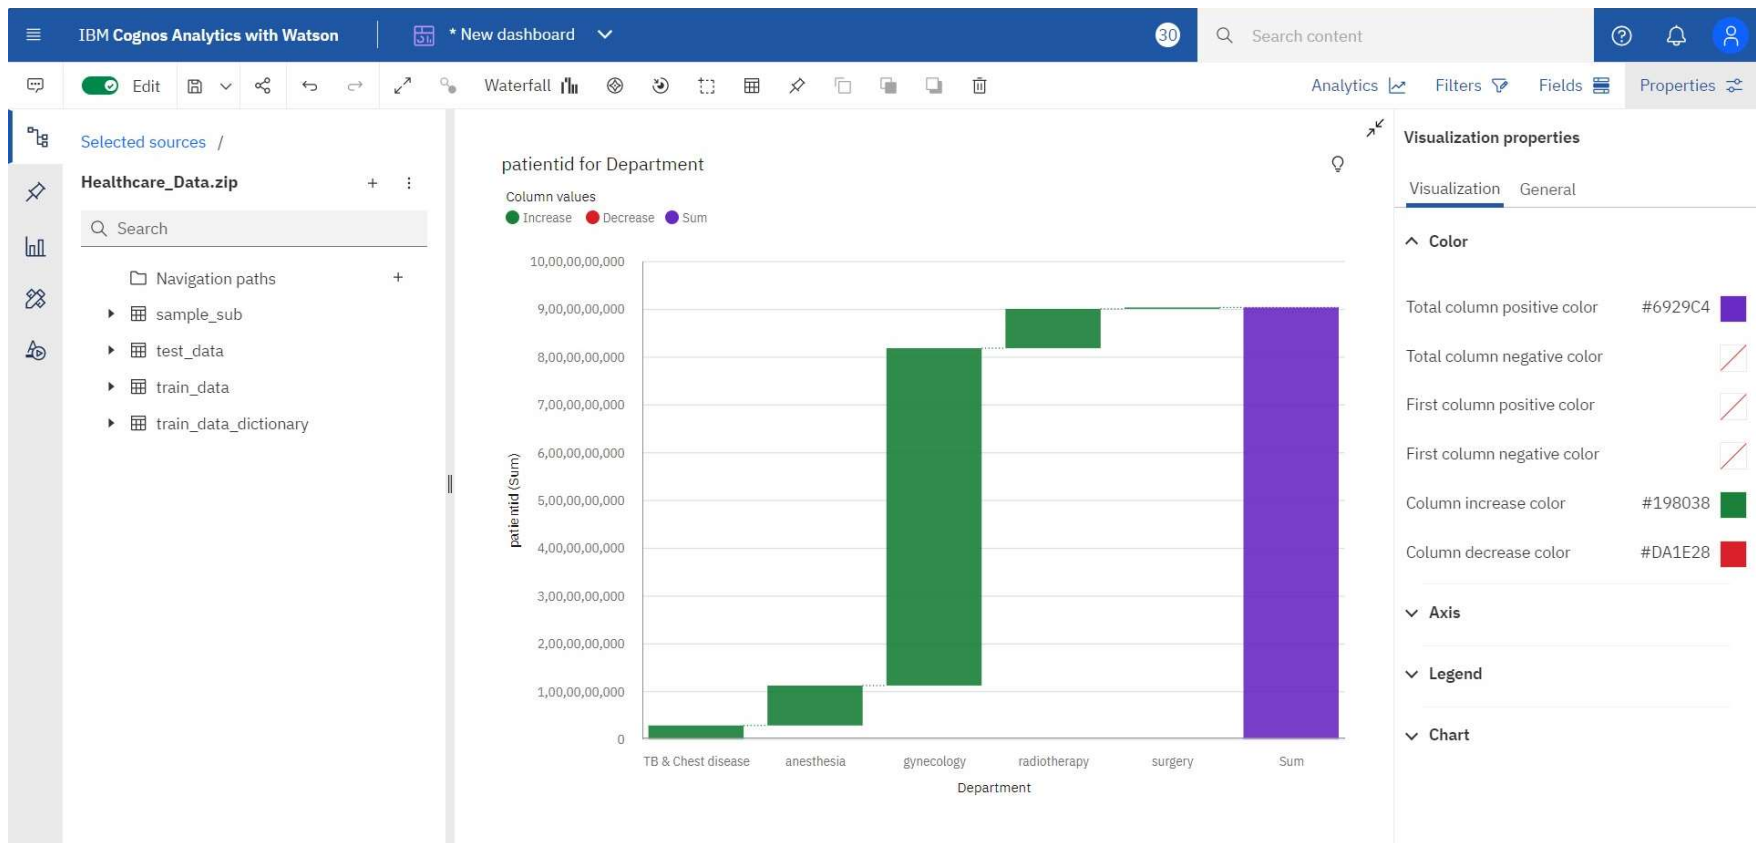 IBM Cognos Analytics with Watson
* New dashboard
30
Search content
Edit
Waterfall
Analytics
Filters
Fields
Properties
Selected sources /
Healthcare_Data.zip
Search
Navigation paths
sample_sub
test_data
train_data
train_data_dictionary
patientid for Department
Column values
Increase Decrease Sum
10,00,00,00,000
9,00,00,00,000
8,00,00,00,000
7,00,00,00,000
6,00,00,00,000
5,00,00,00,000
4,00,00,00,000
3,00,00,00,000
2,00,00,00,000
1,00,00,00,000
0
patientid (Sum)
TB & Chest disease anesthesia gynecology radiotherapy surgery Sum
Department
Visualization properties
Visualization General
Color
Total column positive color #6929C4
Total column negative color
First column positive color
First column negative color
Column increase color #198038
Column decrease color #DA1E28
Axis
Legend
Chart